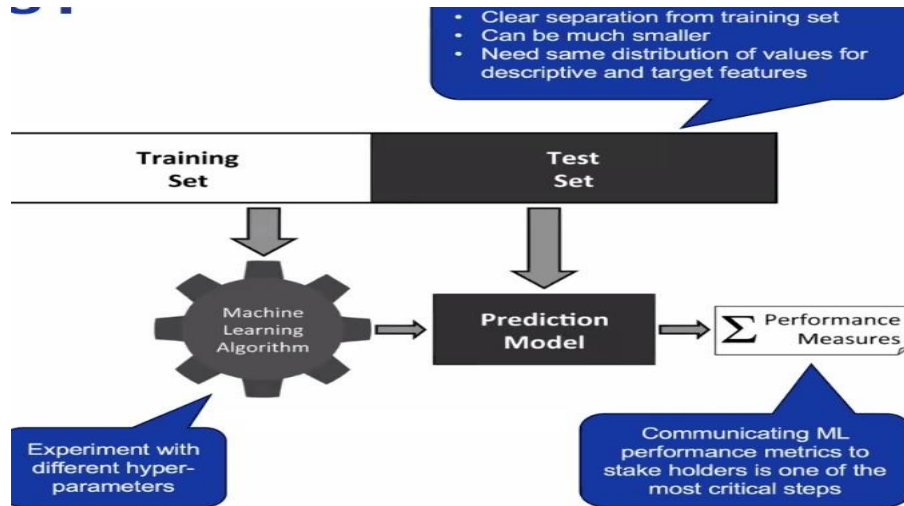 • Clear separation from training set
• Can be much smaller
• Need same distribution of values for
descriptive and target features
Training
Set
Test
Set
Machine
Learning
Algorithm
Prediction
Model
Σ Performance
Measures
Experiment with
different hyper-
parameters
Communicating ML
performance metrics to
stake holders is one of the
most critical steps